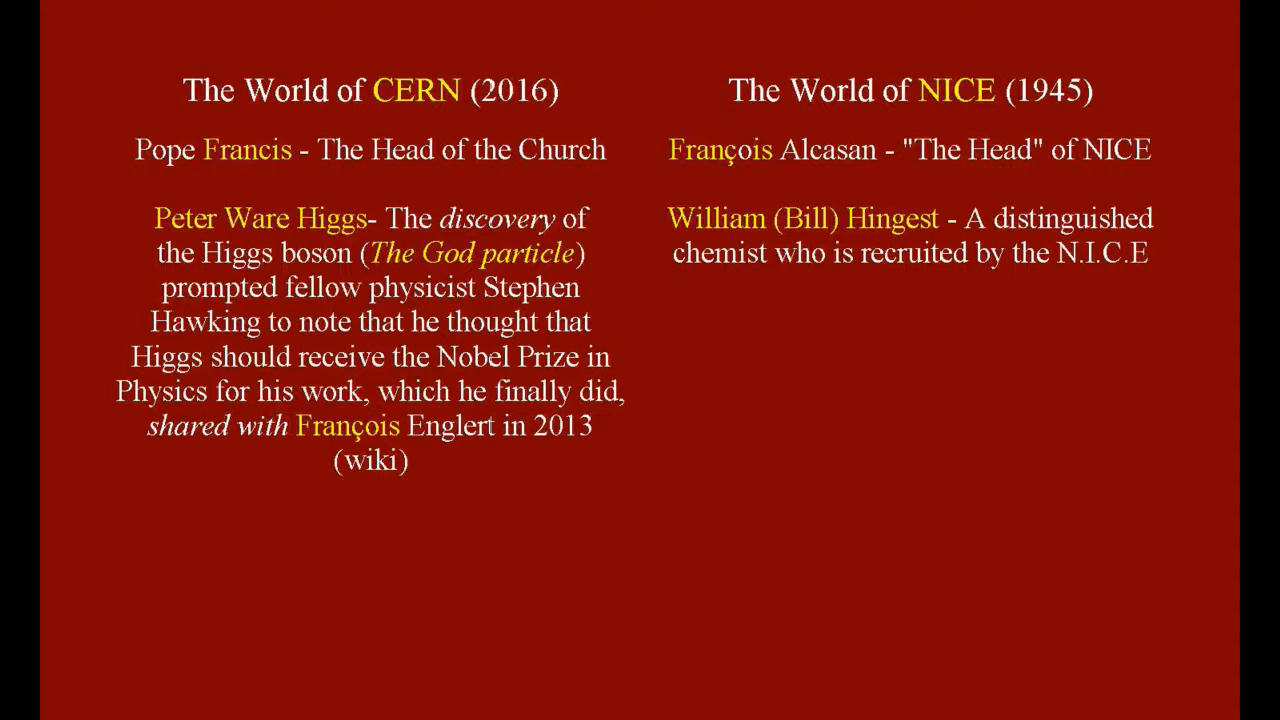 The World of CERN (2016)
Pope Francis - The Head of the Church
Peter Ware Higgs- The discovery of
the Higgs boson (The God particle)
prompted fellow physicist Stephen
Hawking to note that he thought that
Higgs should receive the Nobel Prize in
Physics for his work, which he finally did,
shared with François Englert in 2013
(wiki)
The World of NICE (1945)
François Alcasan - "The Head" of NICE
William (Bill) Hingest - A distinguished
chemist who is recruited by the N.I.C.E